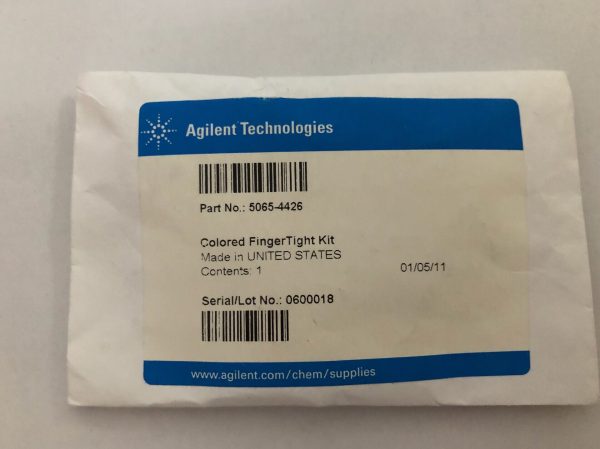 Agilent Technologies
Part No.: 5065-4426
Colored FingerTight Kit
Made in UNITED STATES
Contents: 1
01/05/11
Serial/Lot No.: 0600018
www.agilent.com/chem/supplies